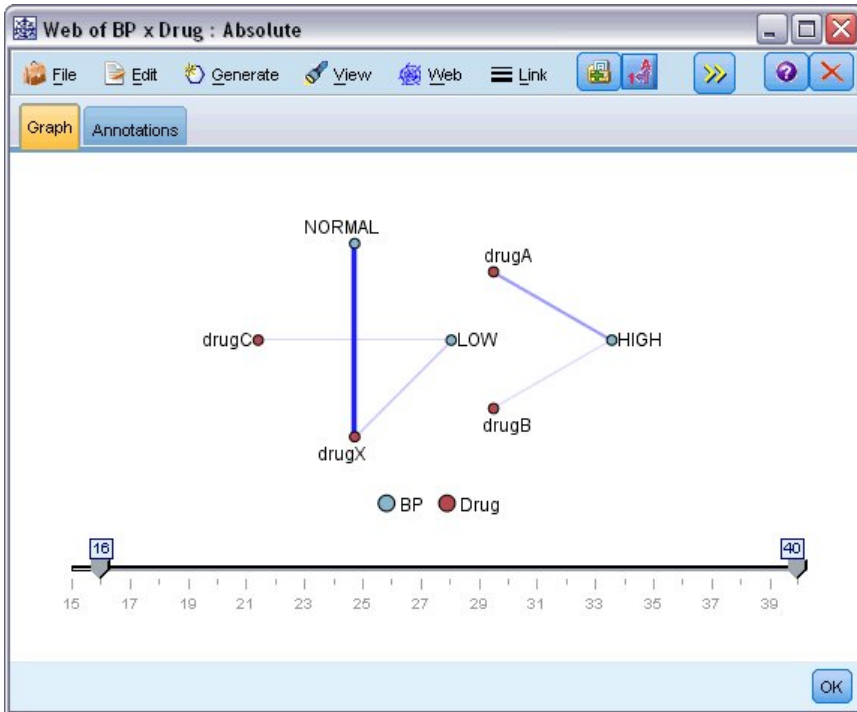 Web of BP x Drug : Absolute
File Edit Generate View Web Link
Graph Annotations
NORMAL
drugA
drugC
LOW
HIGH
drugB
drugX
BP Drug
16 40
15 17 19 21 23 25 27 29 31 33 35 37 39
OK